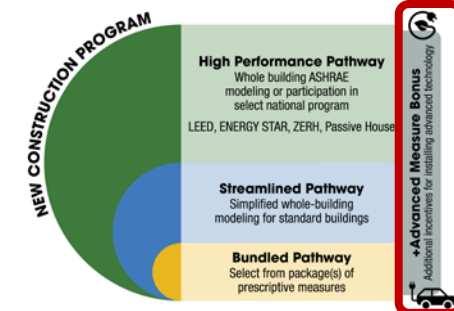 NEW CONSTRUCTION PROGRAM
High Performance Pathway
Whole building ASHRAE
modeling or participation in
select national program
LEED, ENERGY STAR, ZERH, Passive House
Streamlined Pathway
Simplified whole-building
modeling for standard buildings
Bundled Pathway
Select from package(s) of
prescriptive measures
+Advanced Measure Bonus
Additional incentives for installing advanced technology